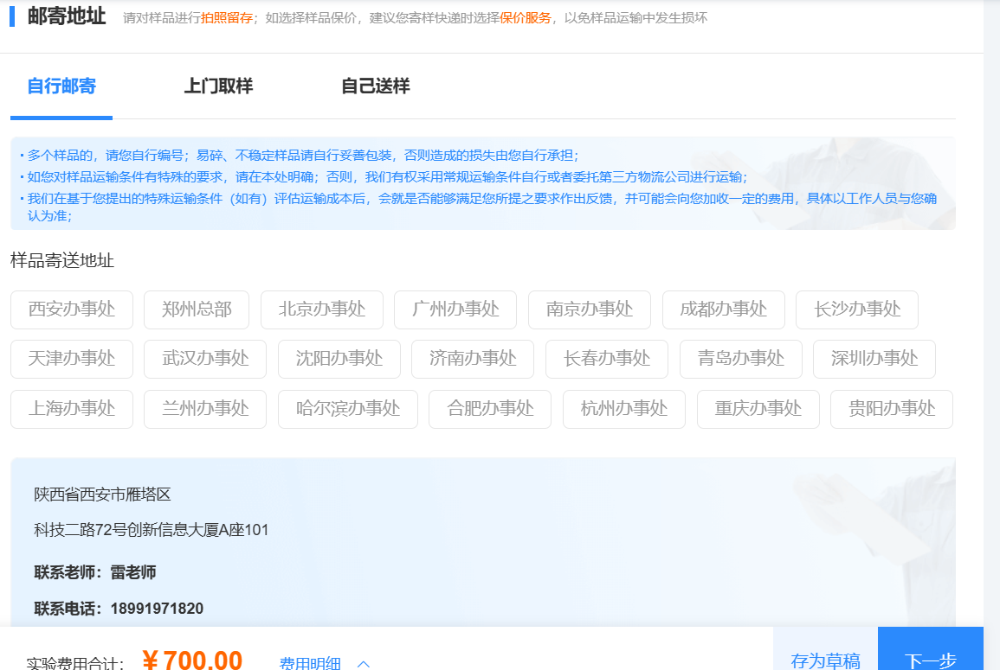 邮寄地址 请对样品进行拍照留存；如选择样品保价，建议您寄样快递时选择保价服务，以免样品运输中发生损坏
自行邮寄 上门取样 自己送样
· 多个样品的，请您自行编号；易碎、不稳定样品请自行妥善包装，否则造成的损失由您自行承担；
· 如您对样品运输条件有特殊的要求，请在本处明确；否则，我们有权采用常规运输条件自行或者委托第三方物流公司进行运输；
· 我们在基于您提出的特殊运输条件（如有）评估运输成本后，会就是否能够满足您所提之要求作出反馈，并可能会向您加收一定的费用，具体以工作人员与您确
认为准；
样品寄送地址
西安办事处 郑州总部 北京办事处 广州办事处 南京办事处 成都办事处 长沙办事处
天津办事处 武汉办事处 沈阳办事处 济南办事处 长春办事处 青岛办事处 深圳办事处
上海办事处 兰州办事处 哈尔滨办事处 合肥办事处 杭州办事处 重庆办事处 贵阳办事处
陕西省西安市雁塔区
科技二路72号创新信息大厦A座101
联系老师：雷老师
联系电话：18991971820
实验费用合计： ￥700.00 费用明细 存为草稿 下一步